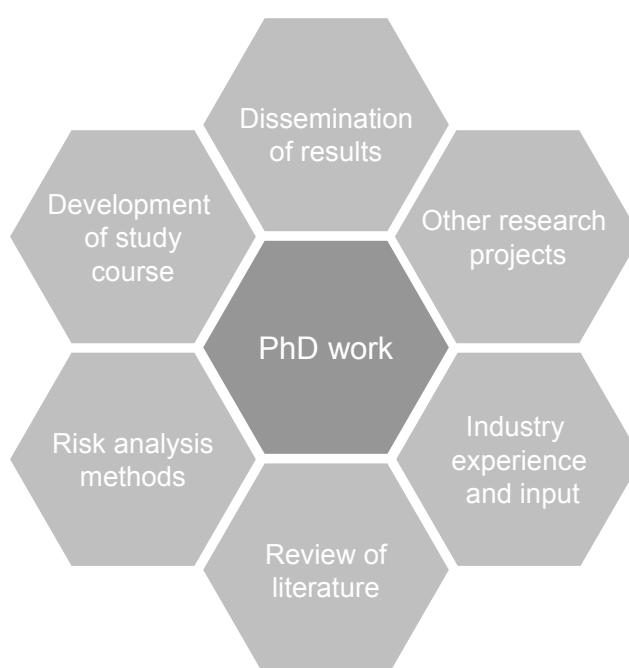 Dissemination
of results
Development
of study
course
Other research
projects
PhD work
Risk analysis
methods
Industry
experience
and input
Review of
literature